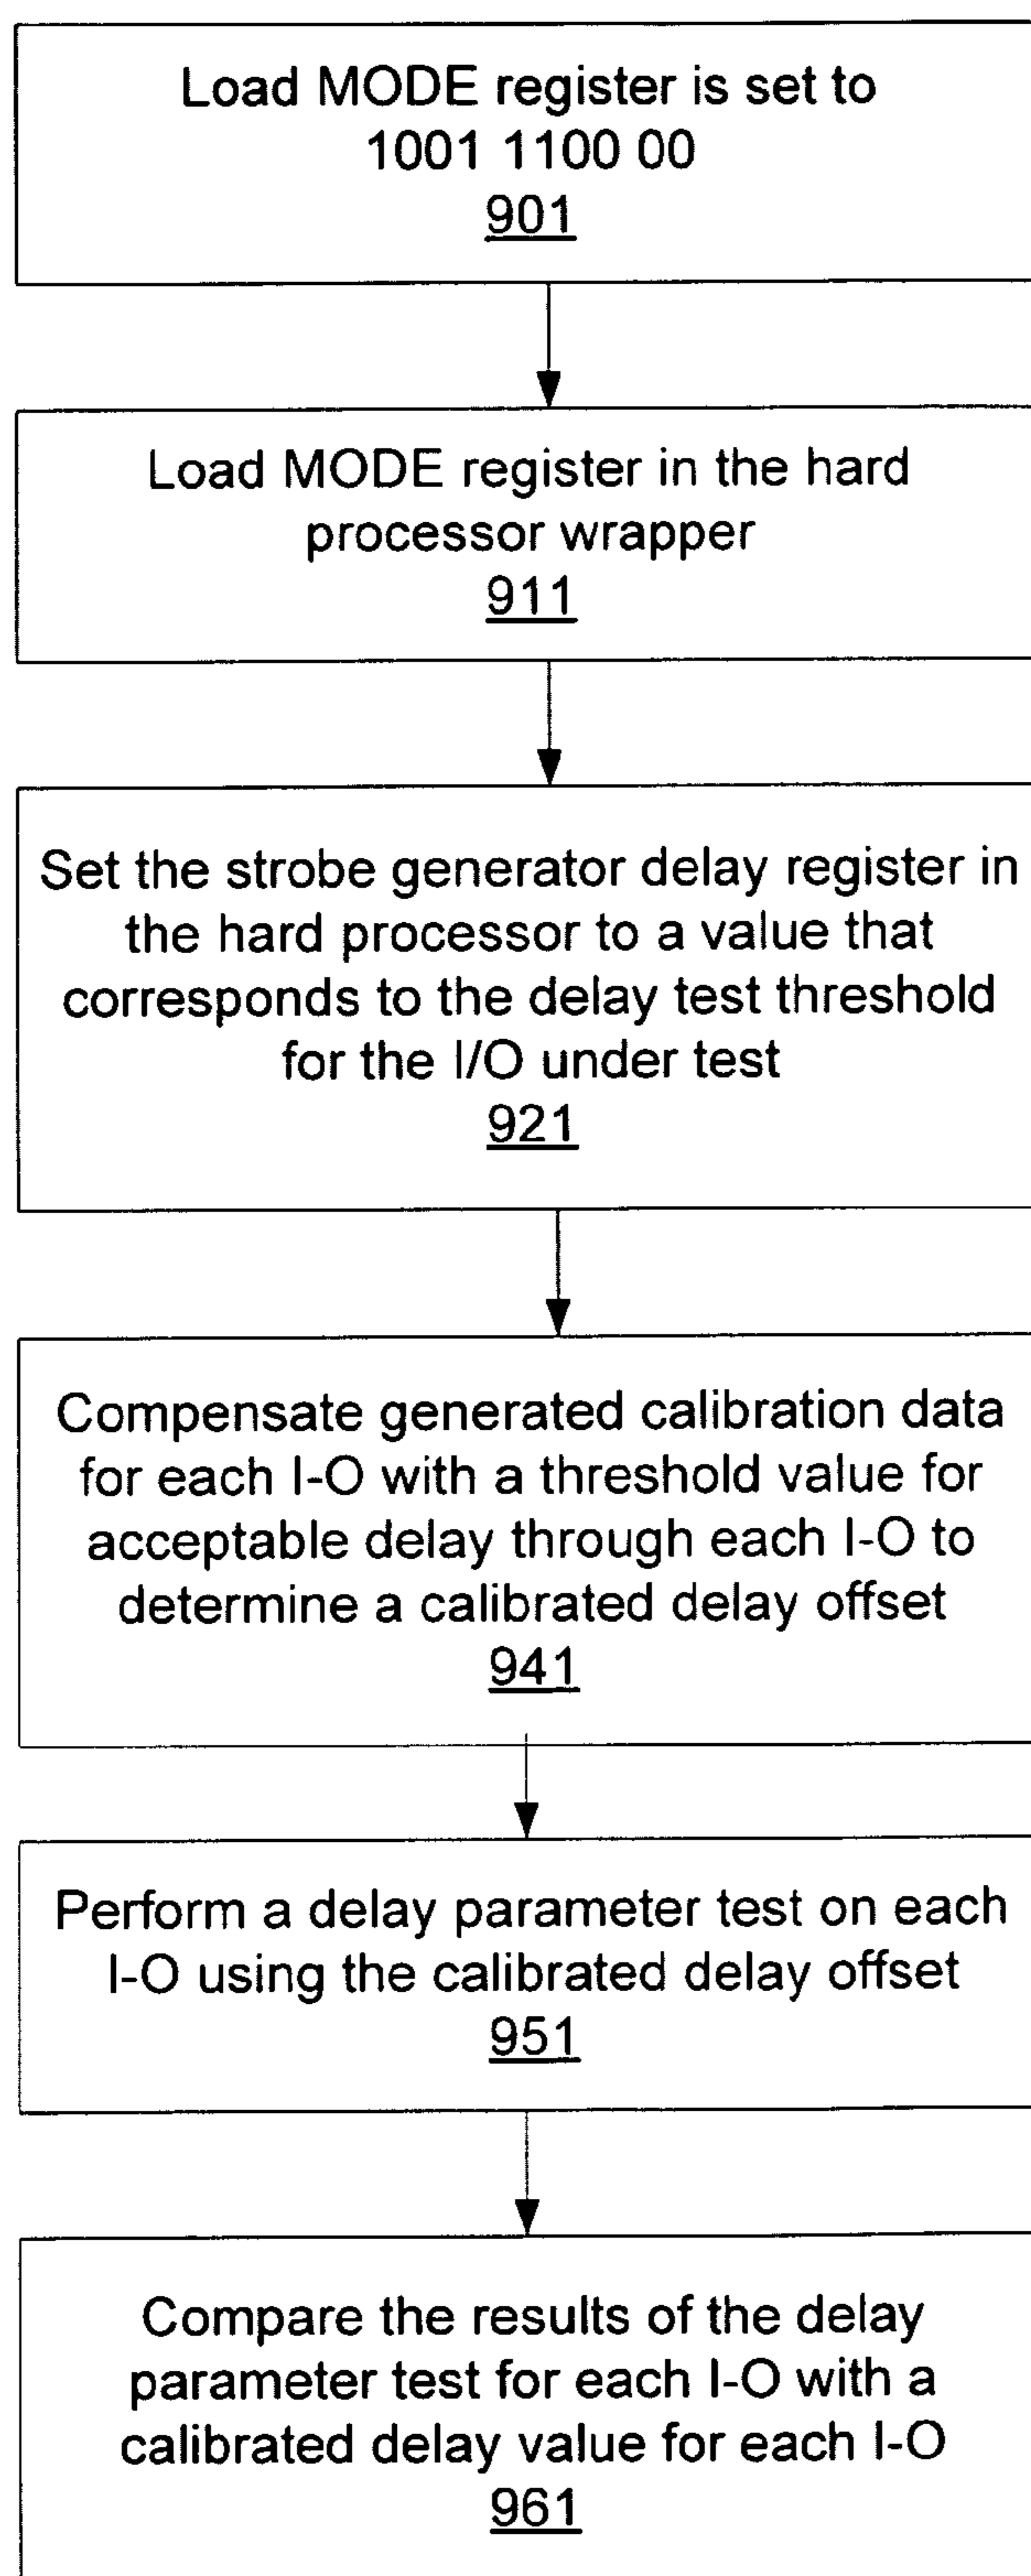 Load MODE register is set to
1001 1100 00
901
Load MODE register in the hard
processor wrapper
911
Set the strobe generator delay register in
the hard processor to a value that
corresponds to the delay test threshold
for the I/O under test
921
Compensate generated calibration data
for each I-O with a threshold value for
acceptable delay through each I-O to
determine a calibrated delay offset
941
Perform a delay parameter test on each
I-O using the calibrated delay offset
951
Compare the results of the delay
parameter test for each I-O with a
calibrated delay value for each I-O
961